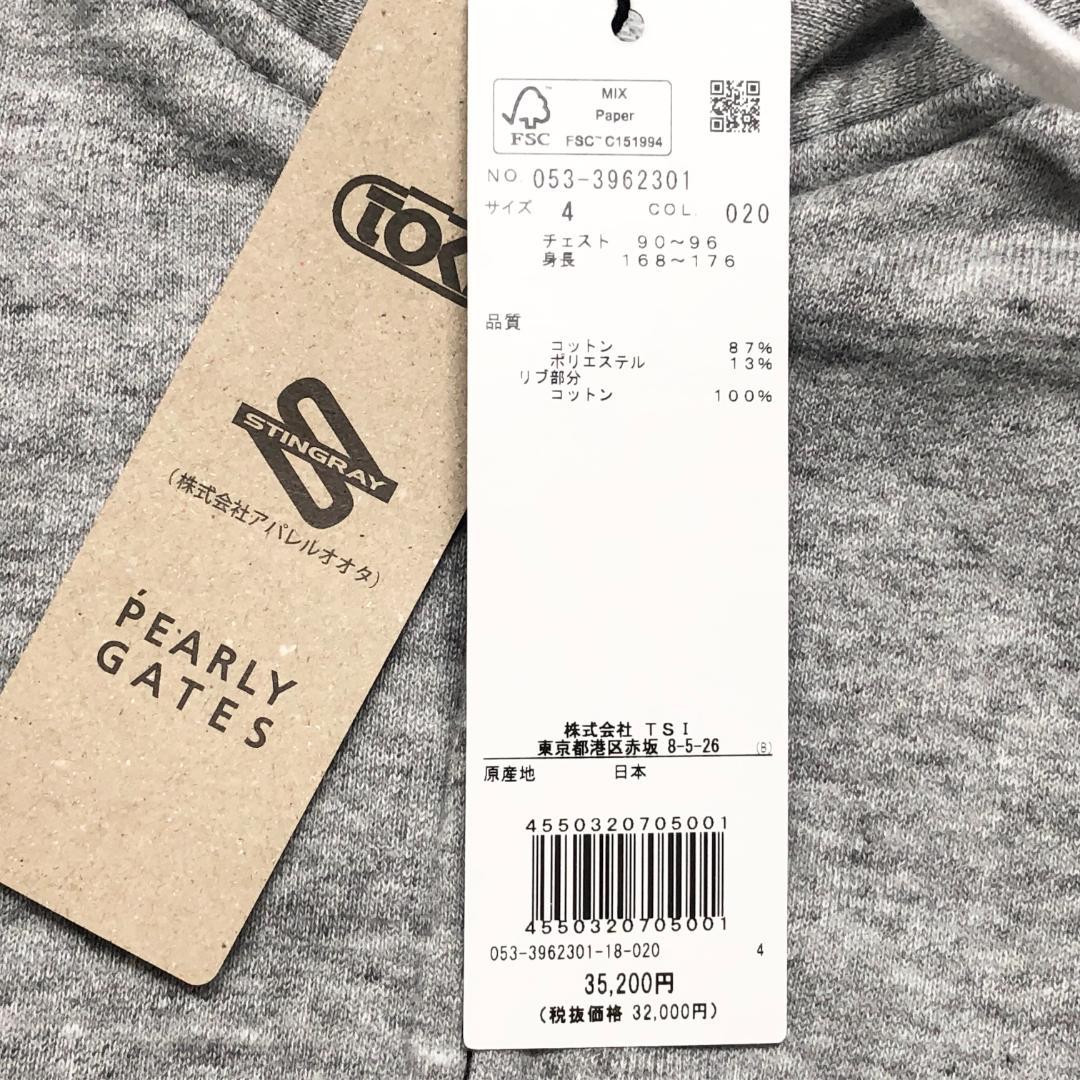 TOK
STINGRAY
(株式会社アパレルオオタ)
PEARLY
GATES
FSC
MIX
Paper
FSC™ C151994
NO. 053-3962301
サイズ 4 COL. 020
チェスト 90～96
身長 168～176
品質
コットン 87%
ポリエステル 13%
リブ部分
コットン 100%
株式会社 TSI
東京都港区赤坂 8-5-26 (B)
原産地 日本
4550320705001
4550320705001
053-3962301-18-020 4
35,200円
(税抜価格 32,000円)